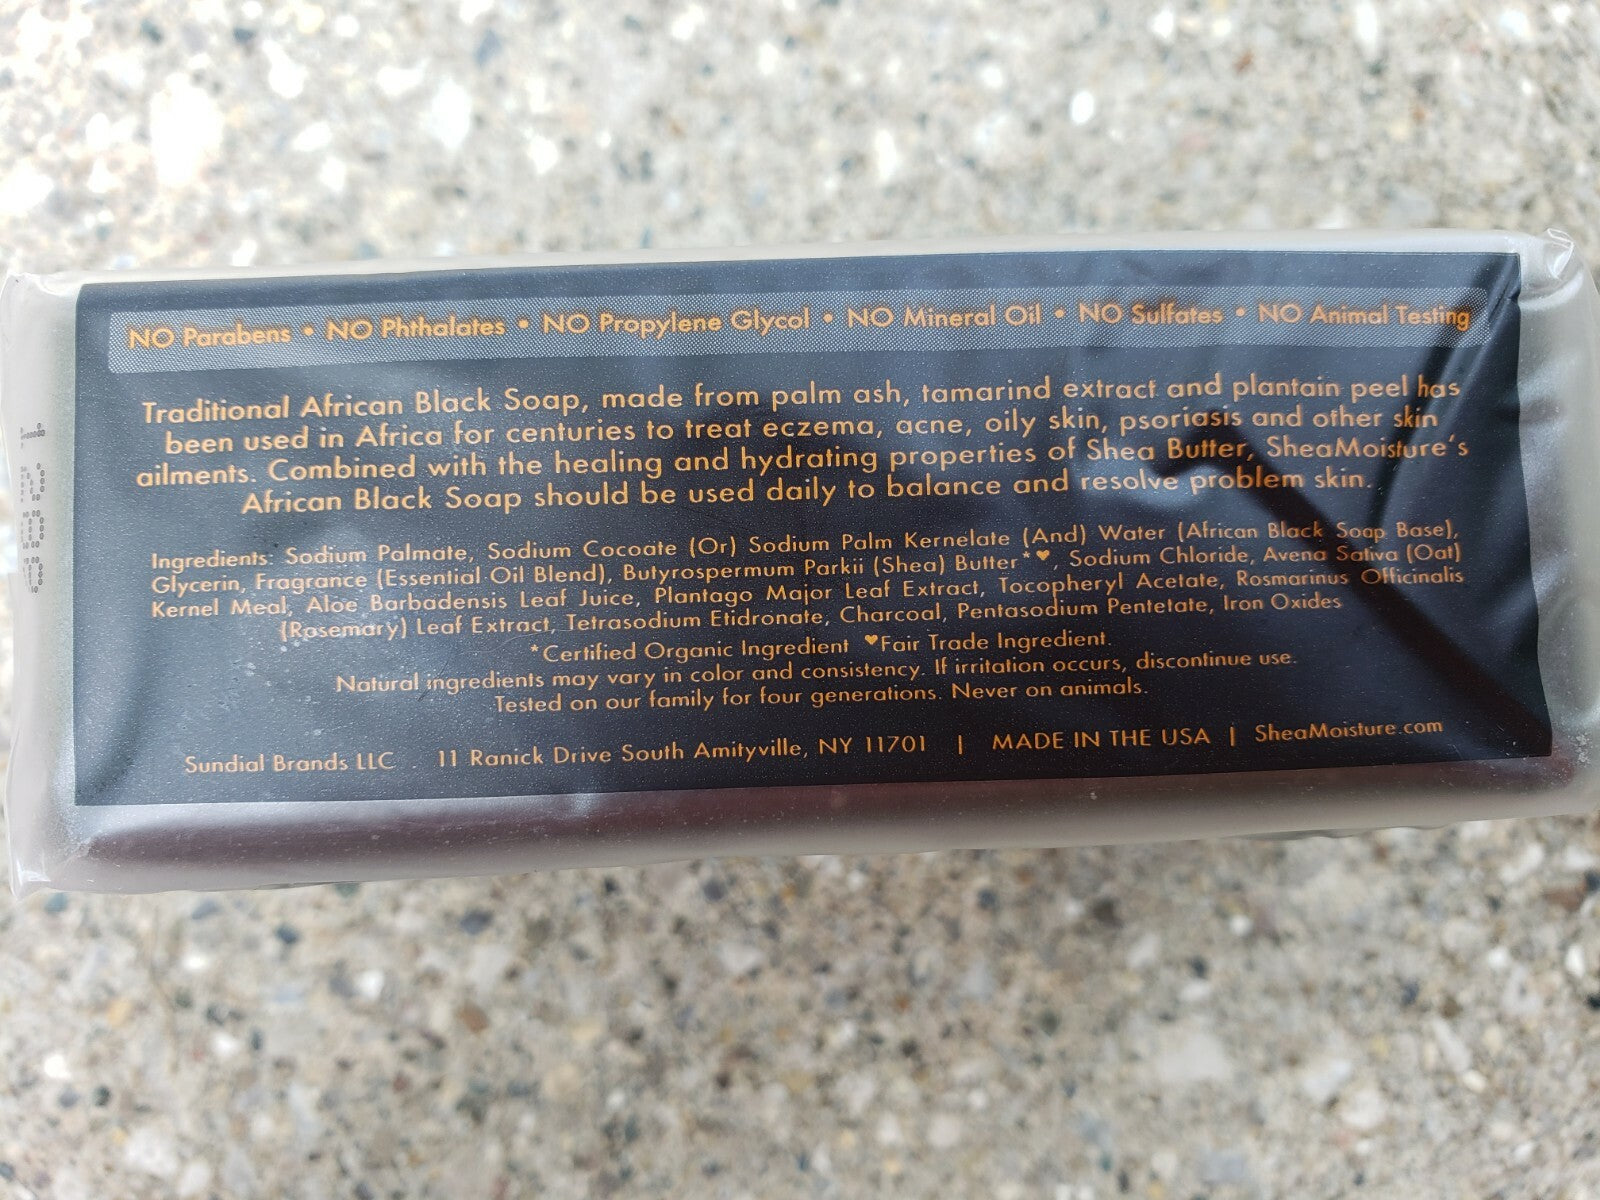 NO Parabens • NO Phthalates • NO Propylene Glycol • NO Mineral Oil • NO Sulfates • NO Animal Testing
Traditional African Black Soap, made from palm ash, tamarind extract and plantain peel has
been used in Africa for centuries to treat eczema, acne, oily skin, psoriasis and other skin
ailments. Combined with the healing and hydrating properties of Shea Butter, SheaMoisture's
African Black Soap should be used daily to balance and resolve problem skin.
Ingredients: Sodium Palmate, Sodium Cocoate (Or) Sodium Palm Kernelate (And) Water (African Black Soap Base),
Glycerin, Fragrance (Essential Oil Blend), Butyrospermum Parkii (Shea) Butter*♥, Sodium Chloride, Avena Sativa (Oat)
Kernel Meal, Aloe Barbadensis Leaf Juice, Plantago Major Leaf Extract, Tocopheryl Acetate, Rosmarinus Officinalis
(Rosemary) Leaf Extract, Tetrasodium Etidronate, Charcoal, Pentasodium Pentetate, Iron Oxides
*Certified Organic Ingredient ♥Fair Trade Ingredient.
Natural ingredients may vary in color and consistency. If irritation occurs, discontinue use.
Tested on our family for four generations. Never on animals.
Sundial Brands LLC . 11 Ranick Drive South Amityville, NY 11701 | MADE IN THE USA | SheaMoisture.com